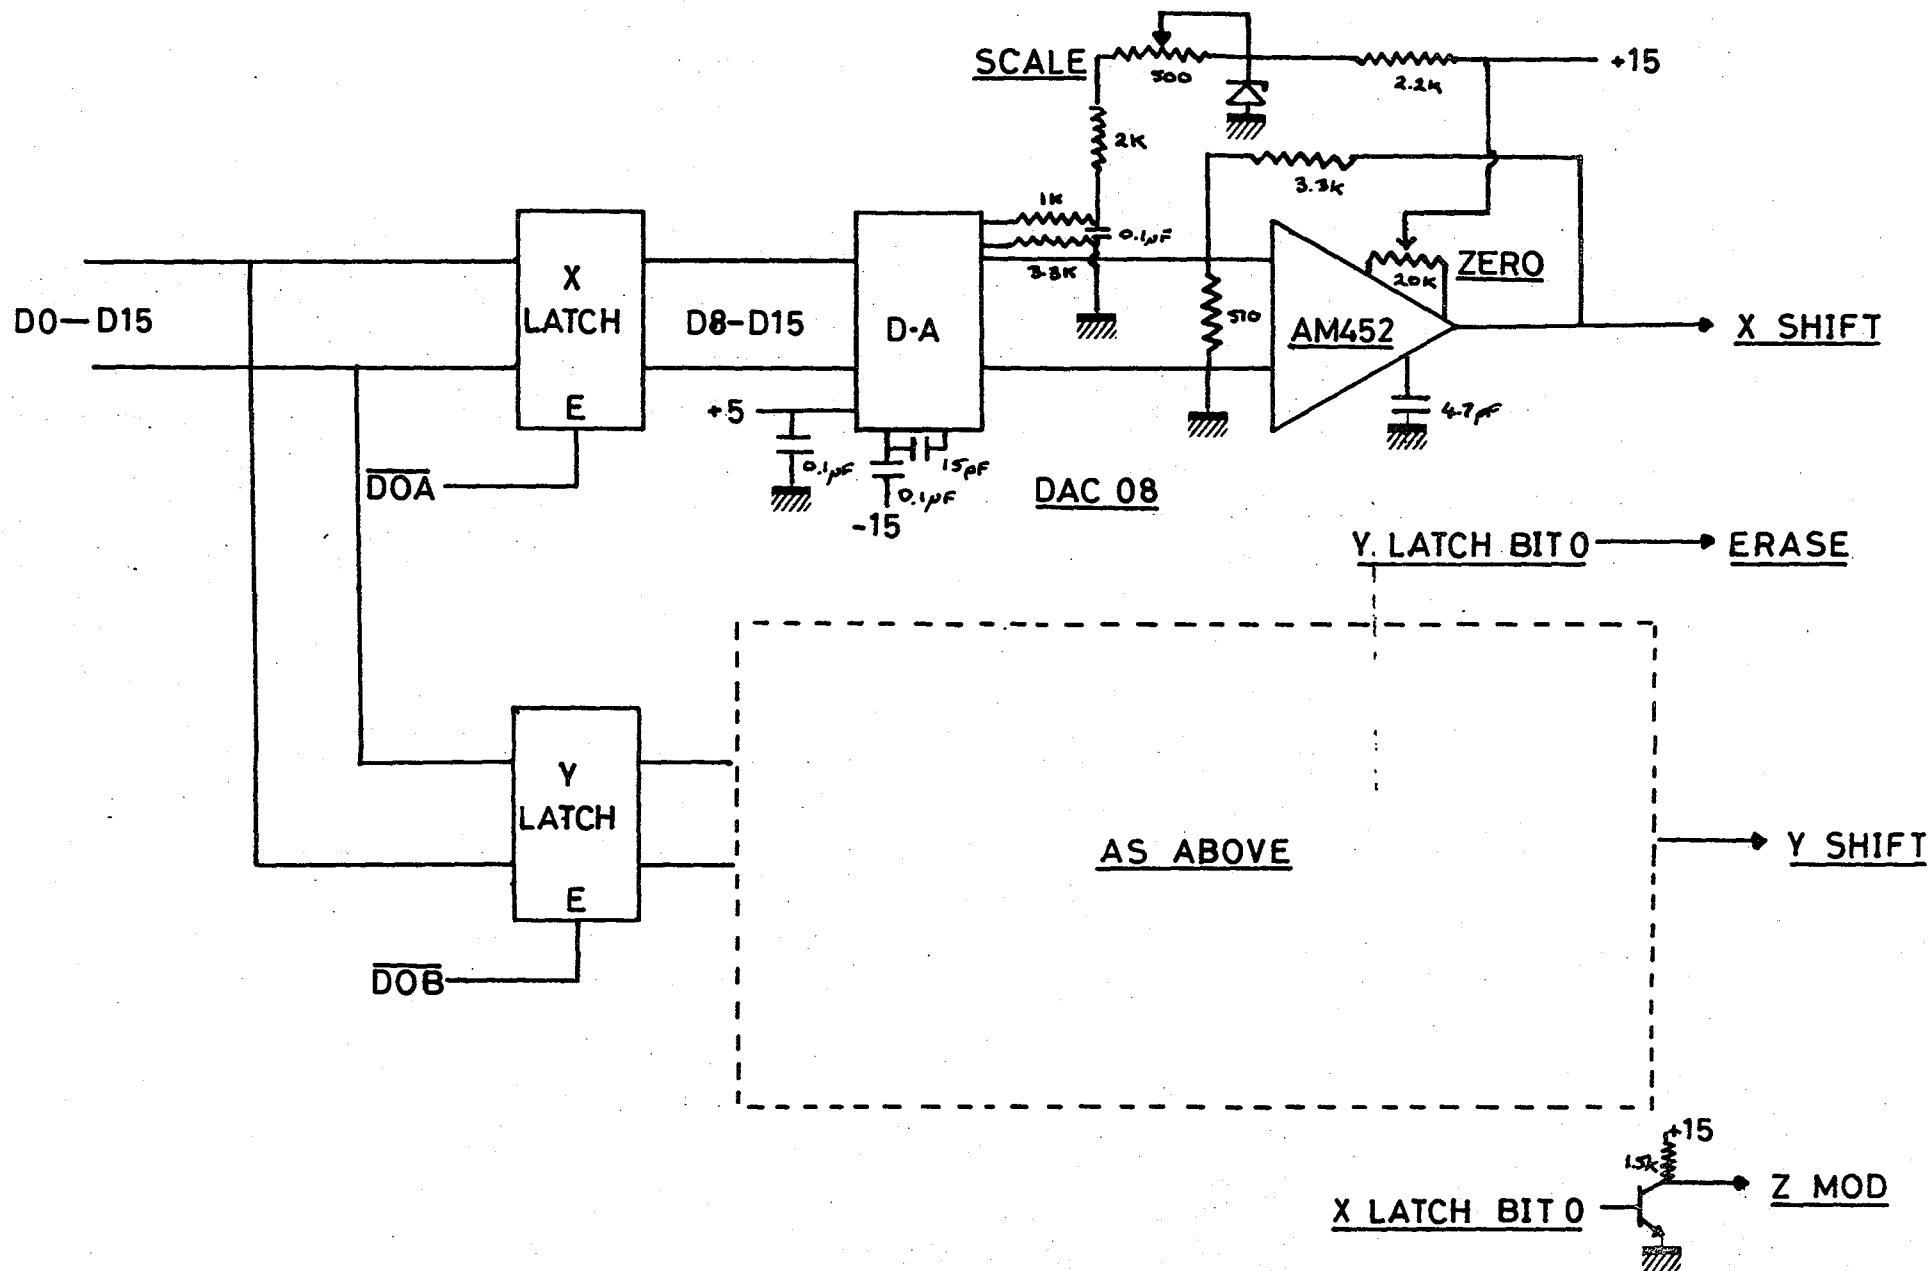 SCALE
500
2.2K
+15
2K
3.3K
1K
0.1µF
3.3K
20K
ZERO
X
LATCH
E
D0—D15
D8-D15
D-A
510
AM452
X SHIFT
+5
4.7pF
0.1µF
15pF
0.1µF
-15
DAC 08
D̅O̅A̅
Y. LATCH BIT 0
ERASE
Y
LATCH
E
AS ABOVE
Y SHIFT
D̅O̅B̅
+15
1.5K
X LATCH BIT 0
Z MOD